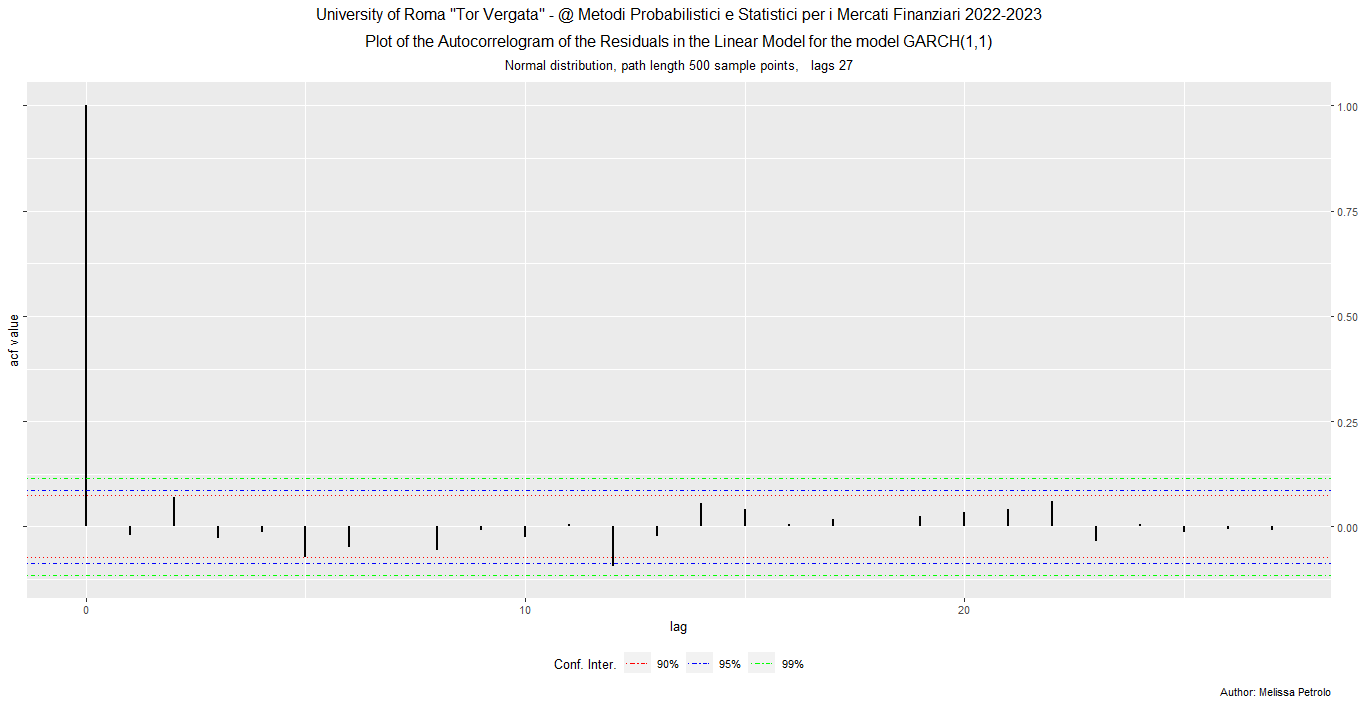 University of Roma "Tor Vergata" - @ Metodi Probabilistici e Statistici per i Mercati Finanziari 2022-2023
Plot of the Autocorrelogram of the Residuals in the Linear Model for the model GARCH(1,1)
Normal distribution, path length 500 sample points,   lags 27
acf value
1.00
0.75
0.50
0.25
0.00
0
10
20
lag
Conf. Inter. 90% 95% 99%
Author: Melissa Petrolo